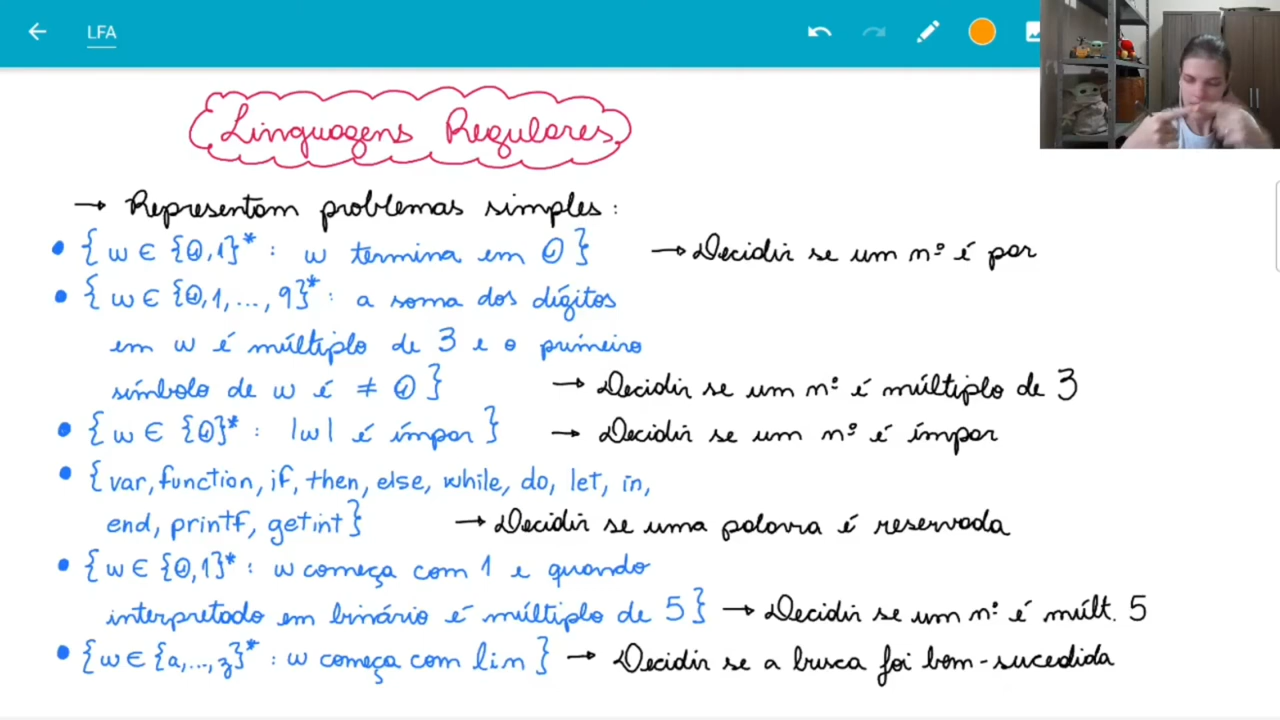 LFA
Linguagens Regulares
→ Representam problemas simples:
• {w ∈ {0,1}*: w termina em 0} → Decidir se um nº é par
• {w ∈ {0,1,...,9}*: a soma dos dígitos
em w é múltiplo de 3 e o primeiro
símbolo de w é ≠ 0} → Decidir se um nº é múltiplo de 3
• {w ∈ {0}*: |w| é ímpar} → Decidir se um nº é ímpar
• {var, function, if, then, else, while, do, let, in,
end, printf, getint} → Decidir se uma palavra é reservada
• {w ∈ {0,1}*: w começa com 1 e quando
interpretado em binário é múltiplo de 5} → Decidir se um nº é múlt. 5
• {w ∈ {a,...,z}*: w começa com lin} → Decidir se a busca foi bem-sucedida